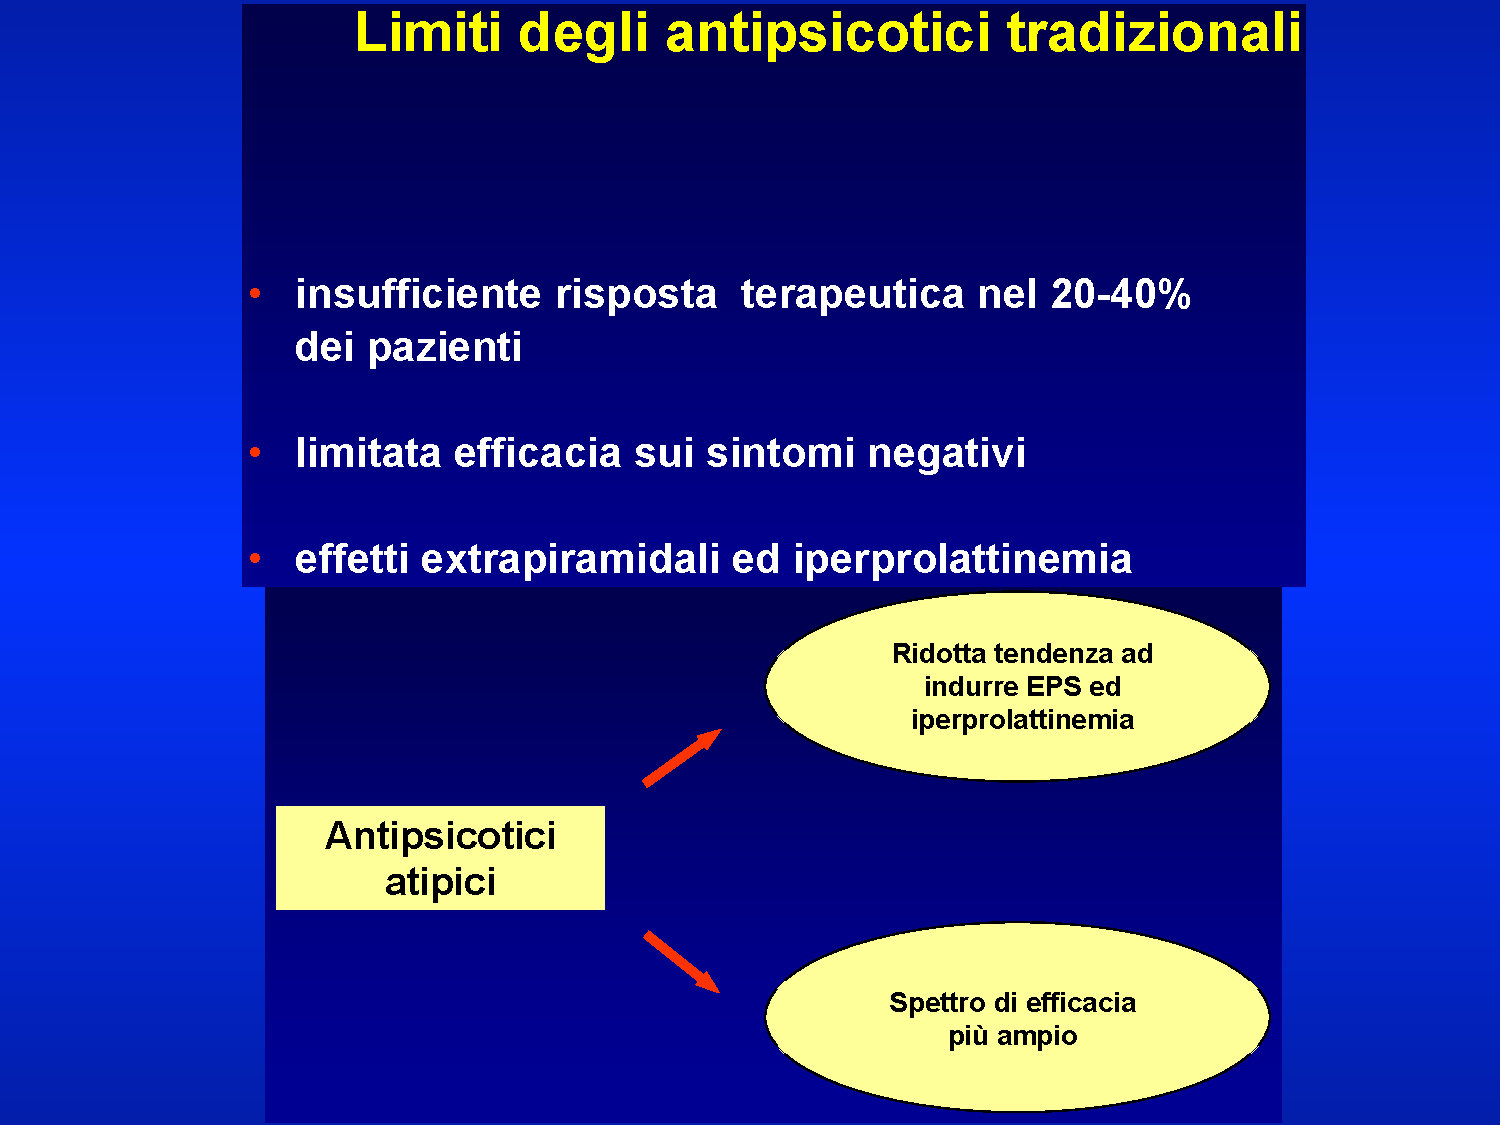 Limiti degli antipsicotici tradizionali
• insufficiente risposta terapeutica nel 20-40%
dei pazienti
• limitata efficacia sui sintomi negativi
• effetti extrapiramidali ed iperprolattinemia
Ridotta tendenza ad
indurre EPS ed
iperprolattinemia
Antipsicotici
atipici
Spettro di efficacia
più ampio